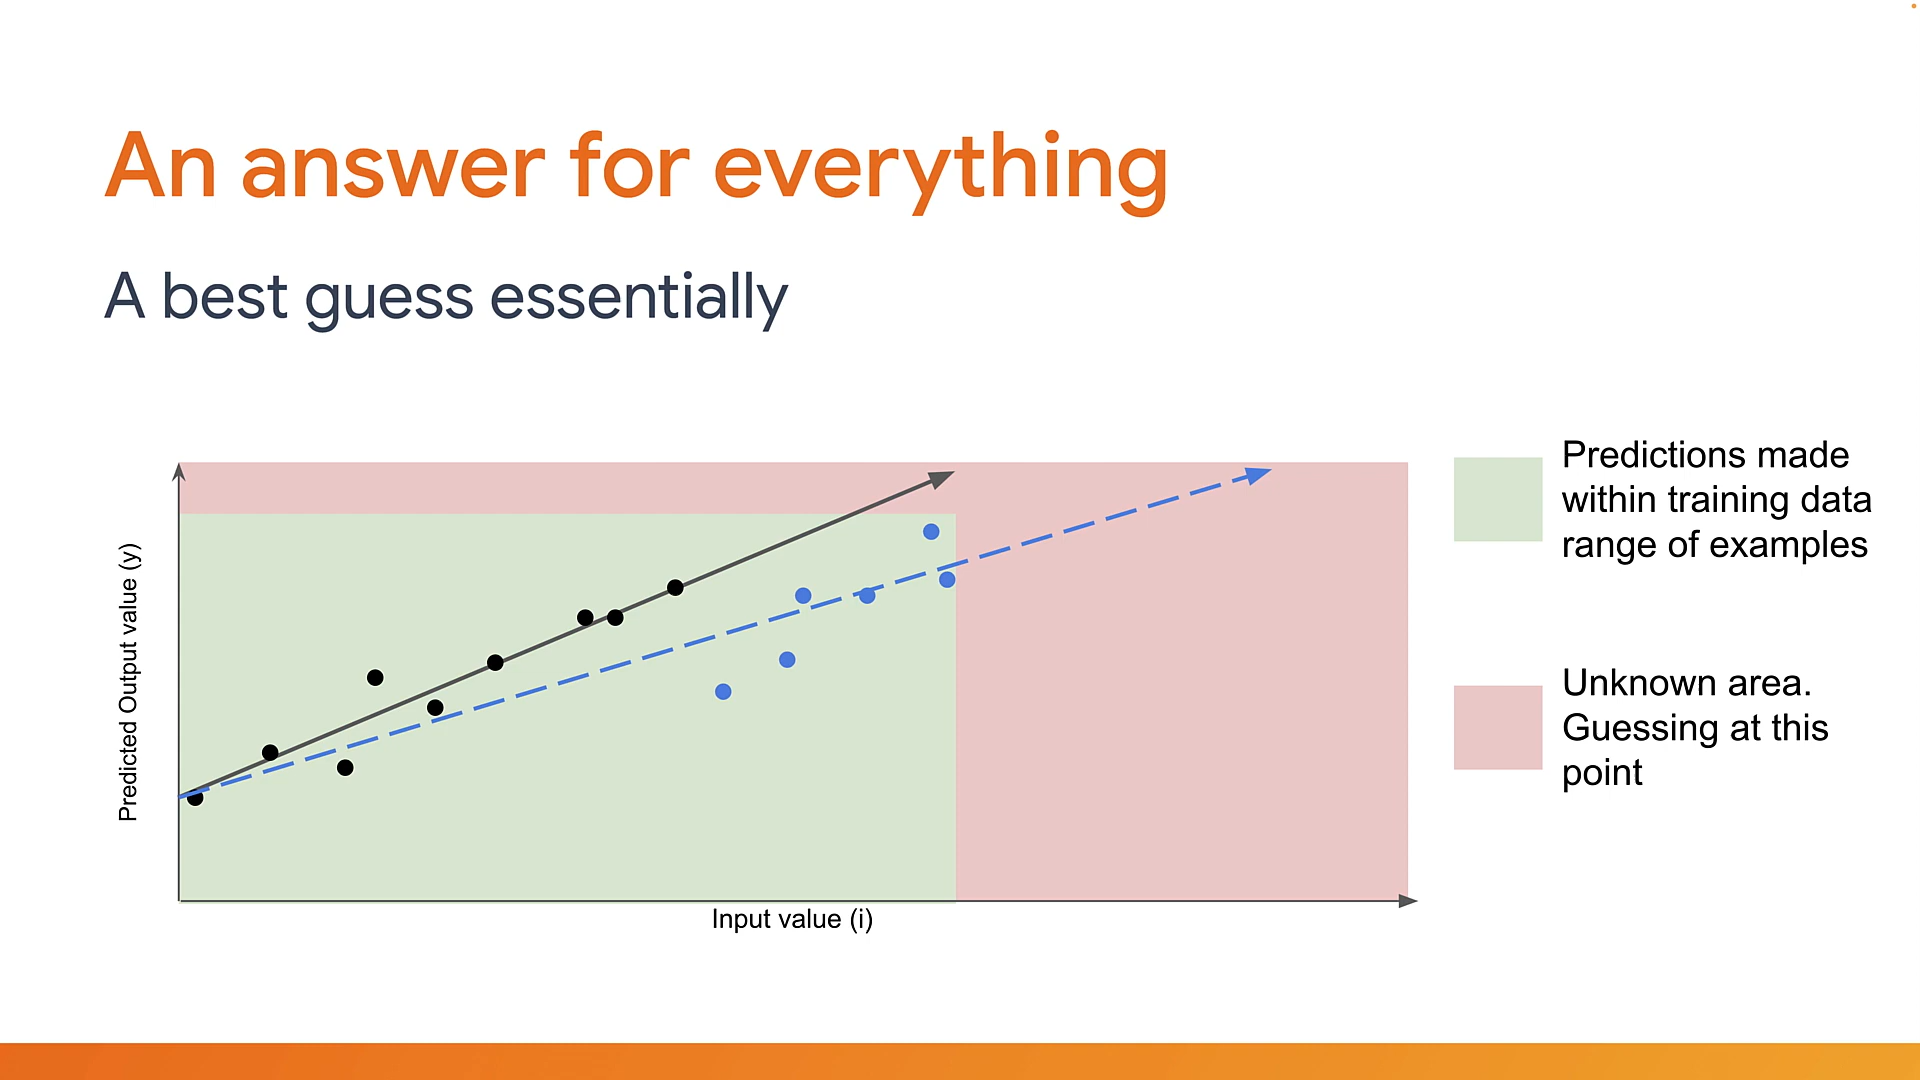 An answer for everything
A best guess essentially
Predicted Output value (y)
Input value (i)
Predictions made
within training data
range of examples
Unknown area.
Guessing at this
point